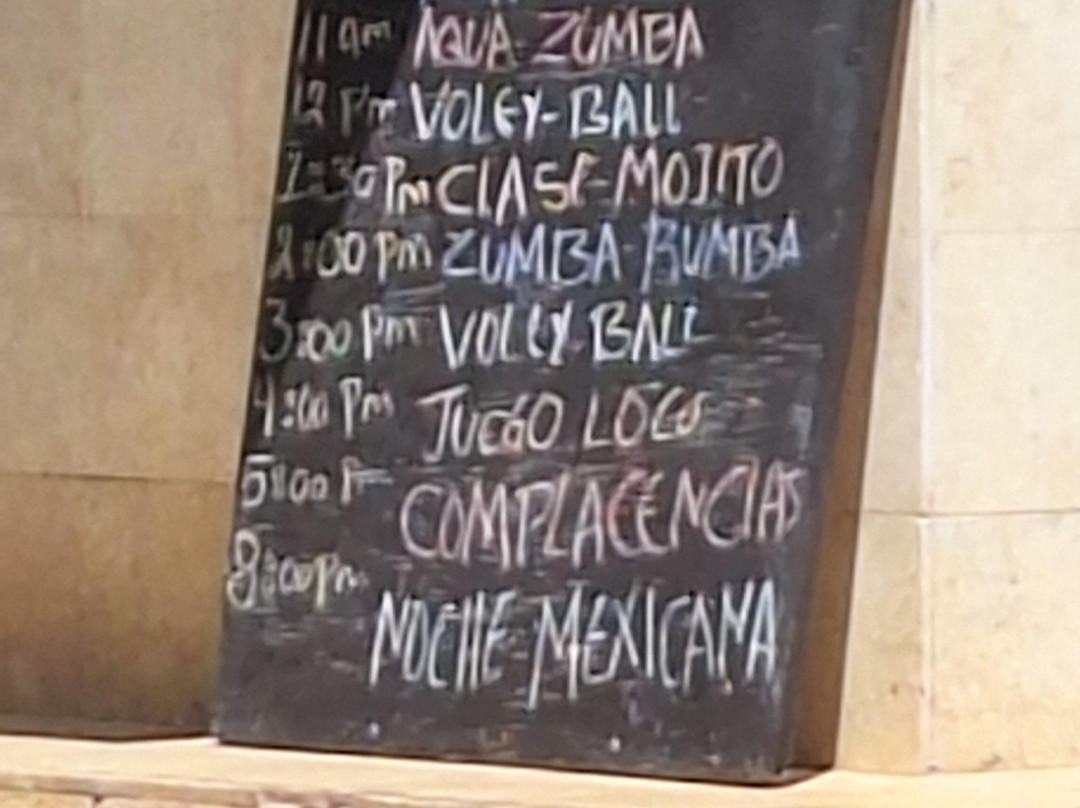 11 am AQUA-ZUMBA
12 Pm VOLEY-BALL
1:30 Pm CLASE-MOJITO
2:00 Pm ZUMBA-RUMBA
3:00 Pm VOLLY BALL
4:00 Pm JUEGO LOCO
5:00 P COMPLACENCIAS
8:00 pm
NOCHE MEXICANA